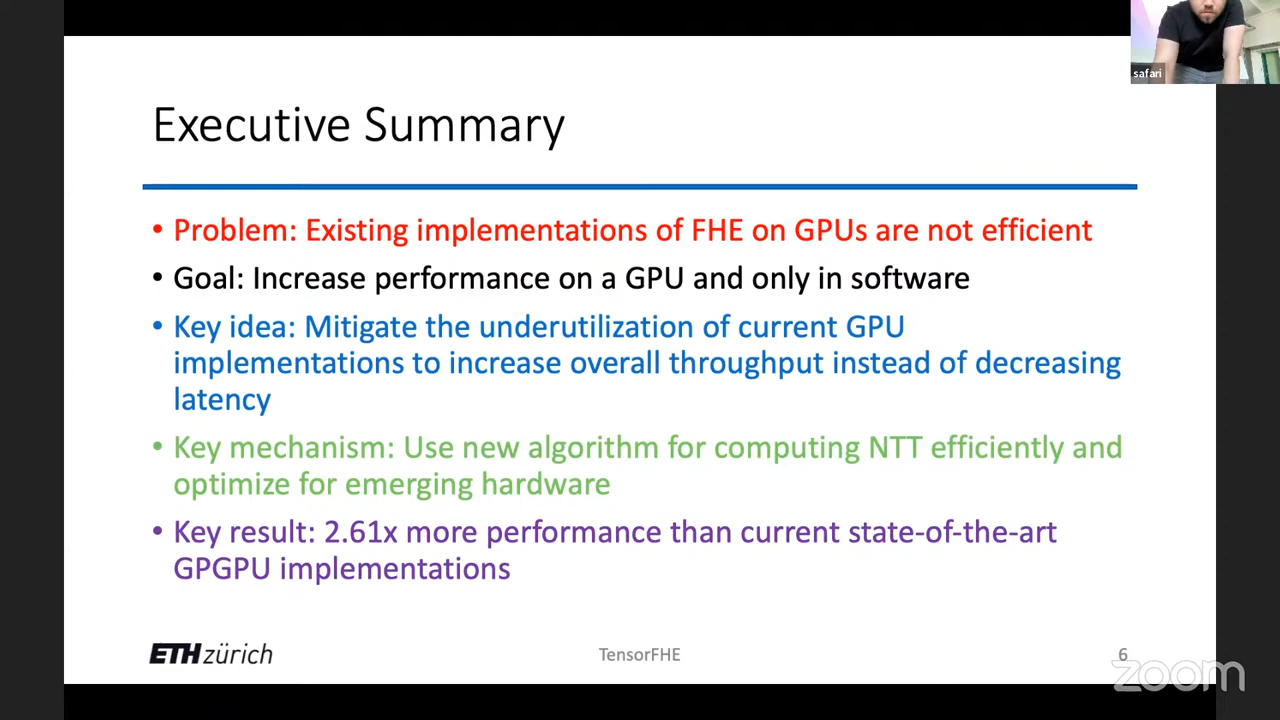 safari
Executive Summary
• Problem: Existing implementations of FHE on GPUs are not efficient
• Goal: Increase performance on a GPU and only in software
• Key idea: Mitigate the underutilization of current GPU
implementations to increase overall throughput instead of decreasing
latency
• Key mechanism: Use new algorithm for computing NTT efficiently and
optimize for emerging hardware
• Key result: 2.61x more performance than current state-of-the-art
GPGPU implementations
ETH zürich
TensorFHE
6
zoom